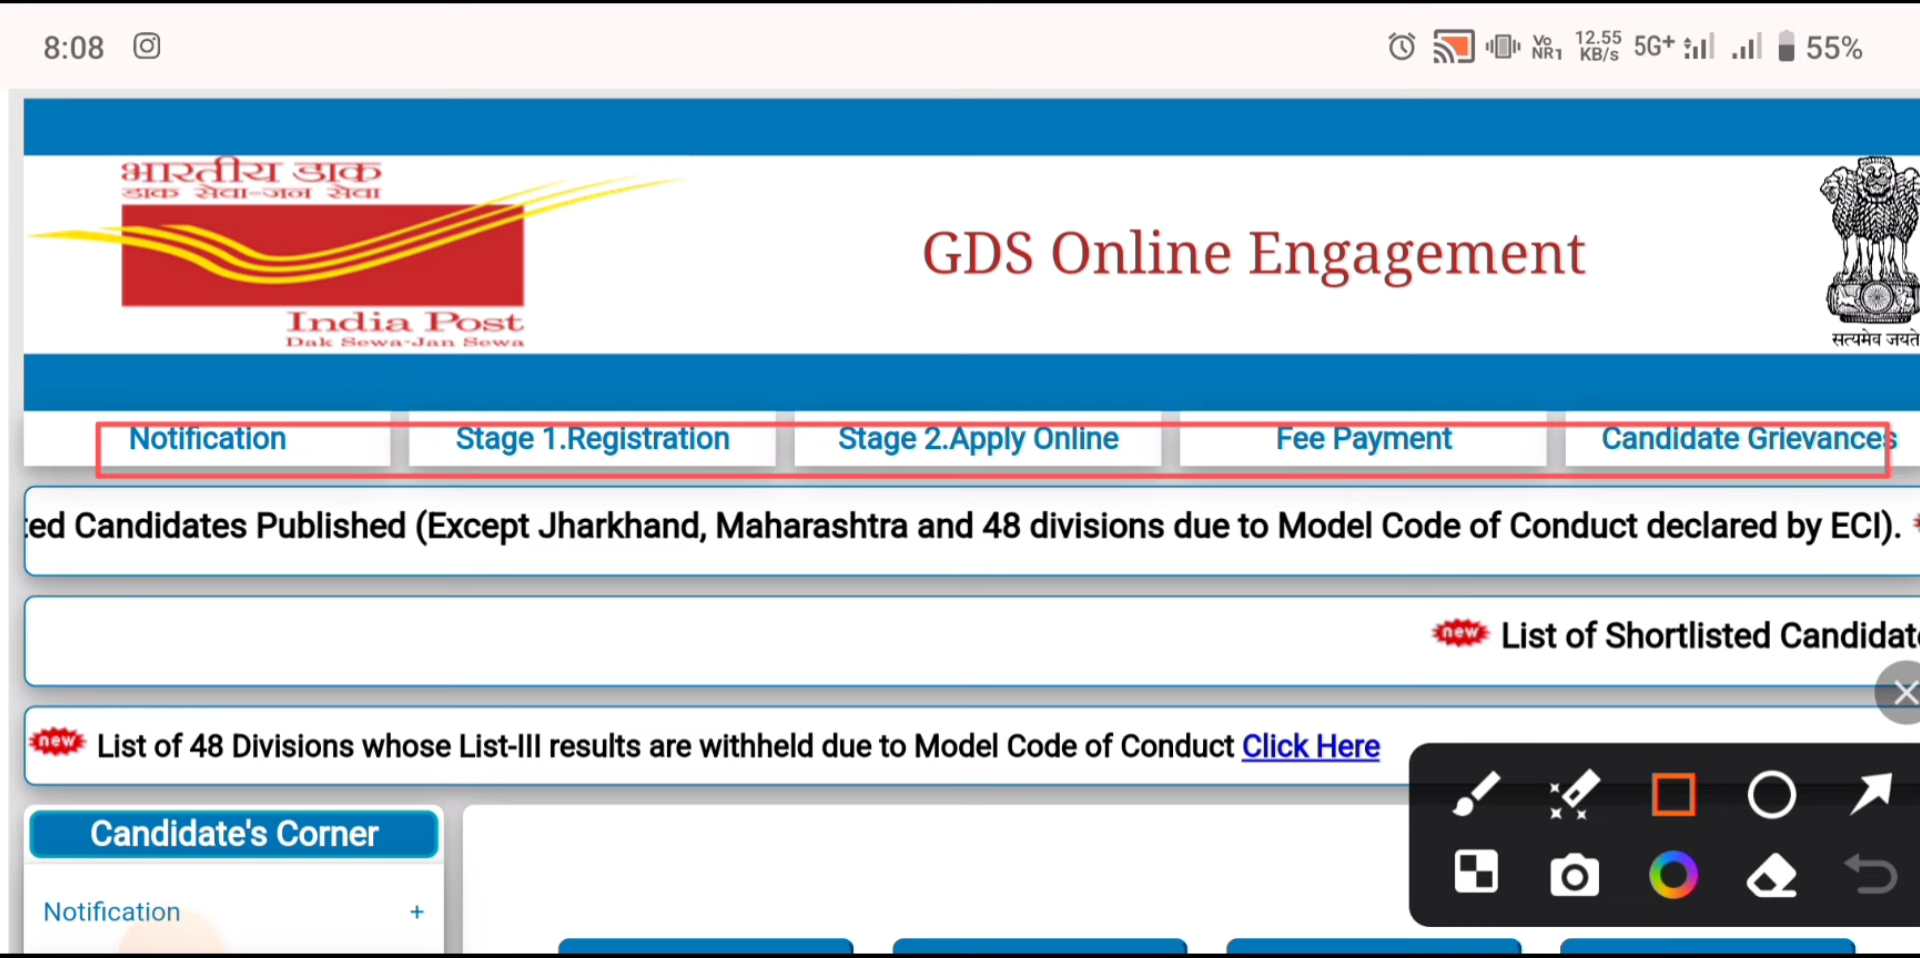 8:08
Vo
NR1
12.55
KB/s
5G+
55%
भारतीय डाक
डाक सेवा-जन सेवा
India Post
Dak Sewa-Jan Sewa
GDS Online Engagement
सत्यमेव जयते
Notification
Stage 1.Registration
Stage 2.Apply Online
Fee Payment
Candidate Grievances
ed Candidates Published (Except Jharkhand, Maharashtra and 48 divisions due to Model Code of Conduct declared by ECI).
new List of Shortlisted Candidat
new List of 48 Divisions whose List-III results are withheld due to Model Code of Conduct Click Here
Candidate's Corner
Notification +